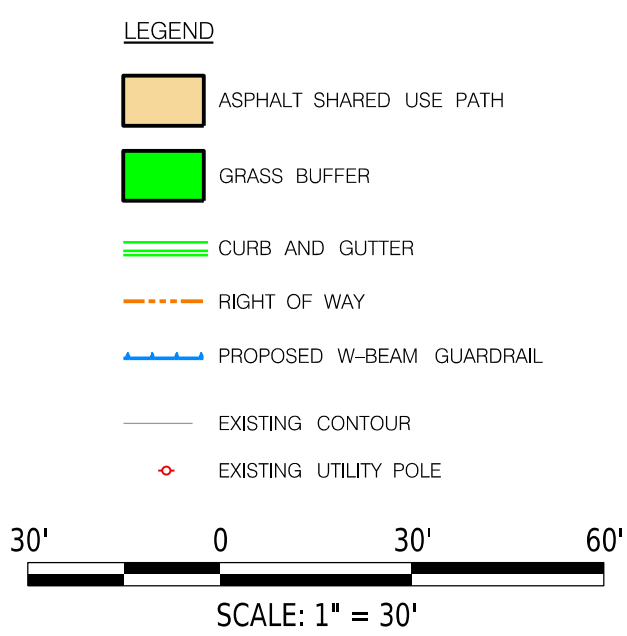 LEGEND
ASPHALT SHARED USE PATH
GRASS BUFFER
CURB AND GUTTER
RIGHT OF WAY
PROPOSED W–BEAM GUARDRAIL
EXISTING CONTOUR
EXISTING UTILITY POLE
30' 0 30' 60'
SCALE: 1" = 30'